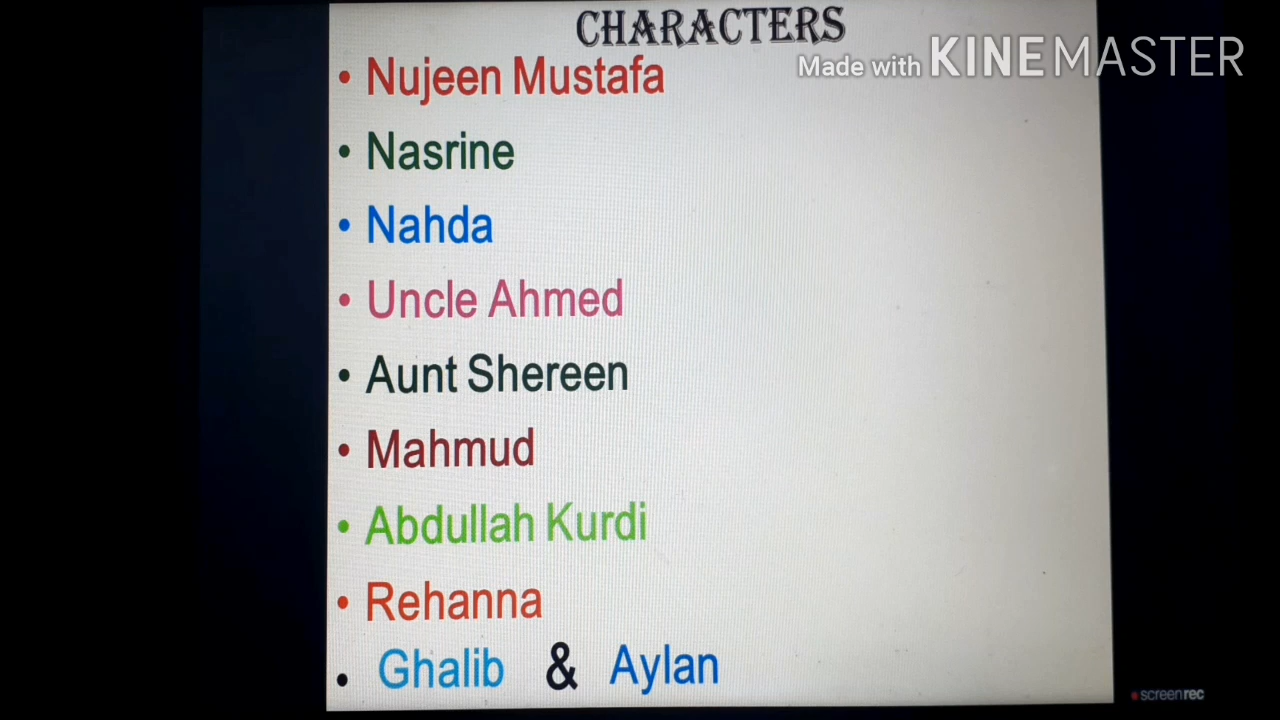 CHARACTERS
Made with KINEMASTER
• Nujeen Mustafa
• Nasrine
• Nahda
• Uncle Ahmed
• Aunt Shereen
• Mahmud
• Abdullah Kurdi
• Rehanna
• Ghalib & Aylan
screenrec